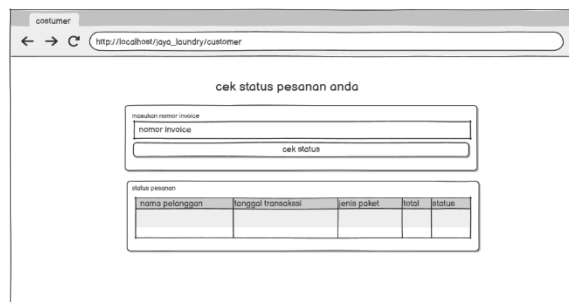 costumer
http://localhost/jaya_laundry/customer
cek status pesanan anda
masukan nomor invoice
nomor invoice
cek status
status pesanan
nama pelanggan tanggal transakssi jenis paket total status